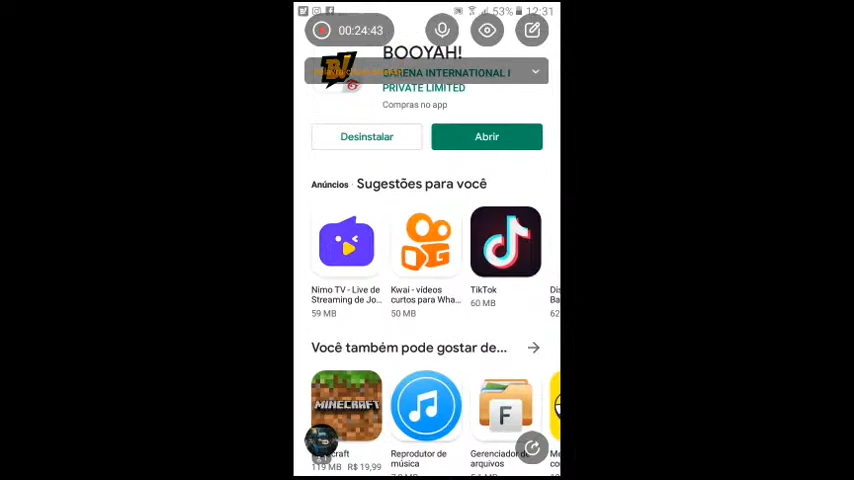 53% 12:31
00:24:43
BOOYAH!
GARENA INTERNATIONAL I
PRIVATE LIMITED
Compras no app
Desinstalar
Abrir
Anúncios · Sugestões para você
Nimo TV - Live de
Streaming de Jo...
59 MB
Kwai - vídeos
curtos para Wha...
50 MB
TikTok
60 MB
Você também pode gostar de...
MINECRAFT
119 MB R$ 19,99
Reprodutor de
música
F
Gerenciador de
arquivos